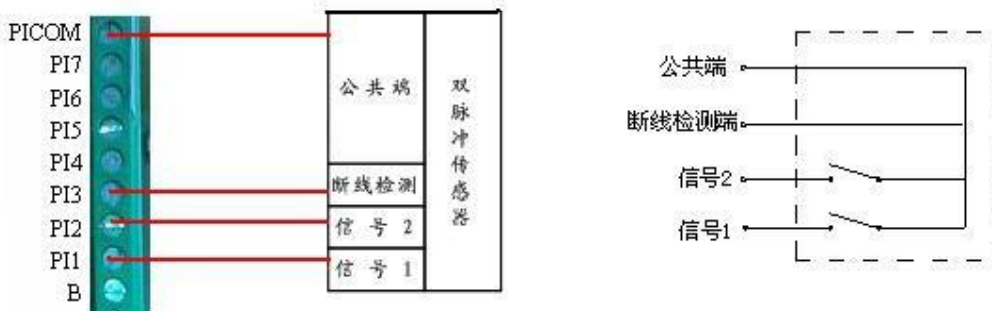 PICOM
PI7
PI6
PI5
PI4
PI3
PI2
PI1
B
公共端
断线检测
信号2
信号1
双脉冲传感器
公共端
断线检测端
信号2
信号1